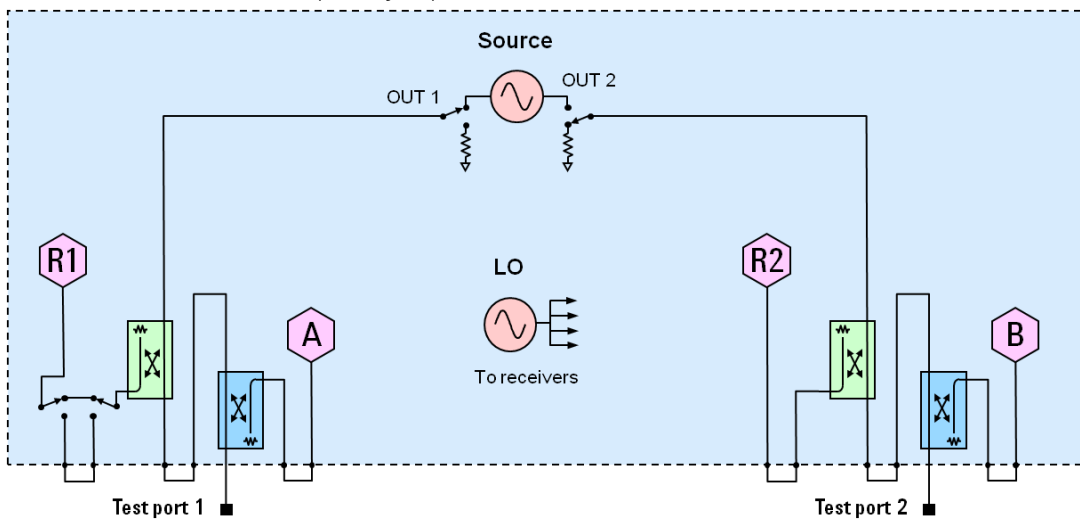 Source
OUT 1
OUT 2
R1
A
LO
To receivers
R2
B
Test port 1
Test port 2